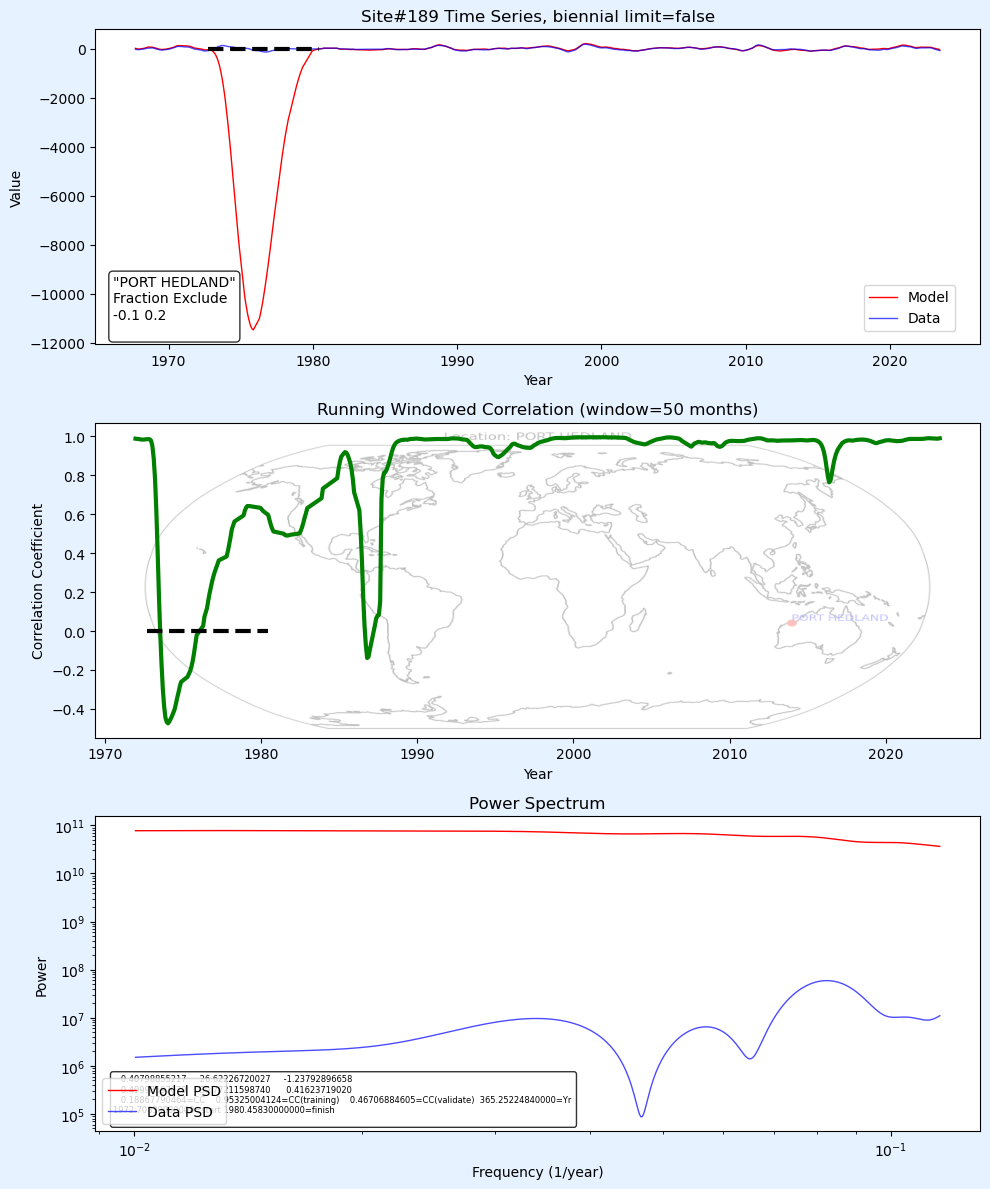 Site#189 Time Series, biennial limit=false
0
−2000
−4000
−6000
−8000
−10000
−12000
Value
"PORT HEDLAND"
Fraction Exclude
-0.1 0.2
Model
Data
1970 1980 1990 2000 2010 2020
Year
Running Windowed Correlation (window=50 months)
Location: PORT HEDLAND
1.0
0.8
0.6
0.4
0.2
0.0
−0.2
−0.4
Correlation Coefficient
PORT HEDLAND
1970 1980 1990 2000 2010 2020
Year
Power Spectrum
10¹¹
10¹⁰
10⁹
10⁸
10⁷
10⁶
10⁵
Power
26.62226720027 -1.23792896658
0.41623719020
0.18867790464=CC 0.95325004124=CC(training) 0.46706884605=CC(validate) 365.25224840000=Yr
1980.45830000000=finish
Model PSD
Data PSD
10⁻² 10⁻¹
Frequency (1/year)